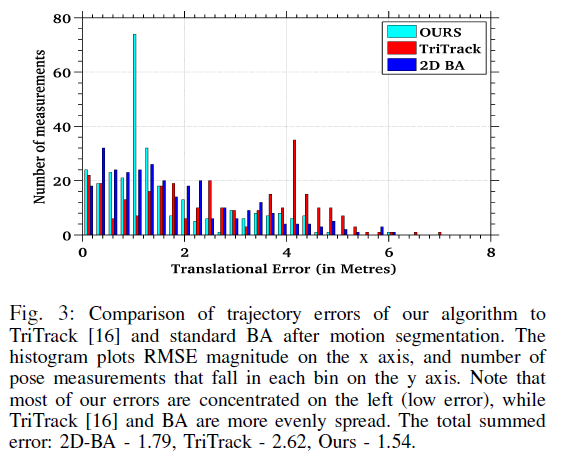 80
60
40
20
0
Number of measurements
OURS
TriTrack
2D BA
0 2 4 6 8
Translational Error (in Metres)
Fig. 3: Comparison of trajectory errors of our algorithm to
TriTrack [16] and standard BA after motion segmentation. The
histogram plots RMSE magnitude on the x axis, and number of
pose measurements that fall in each bin on the y axis. Note that
most of our errors are concentrated on the left (low error), while
TriTrack [16] and BA are more evenly spread. The total summed
error: 2D-BA - 1.79, TriTrack - 2.62, Ours - 1.54.